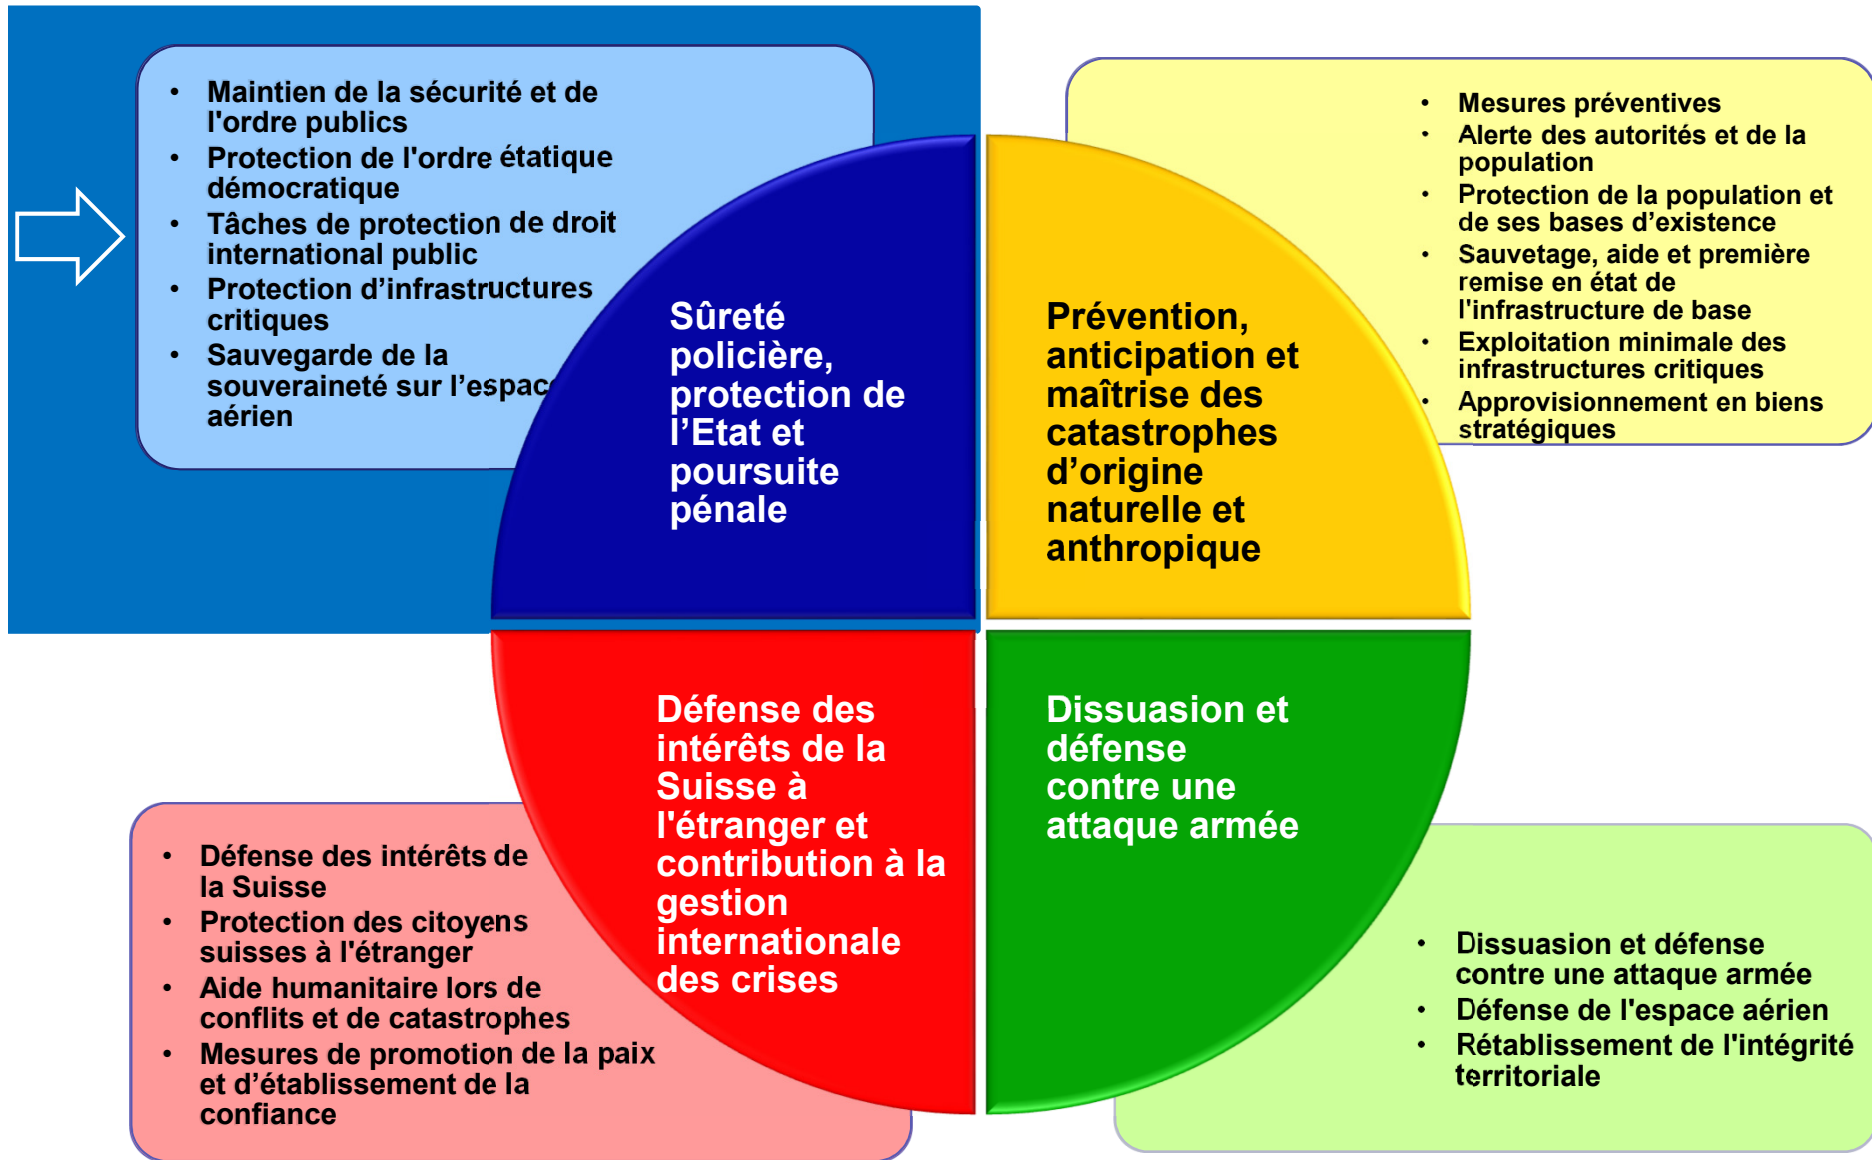 • Maintien de la sécurité et de
l'ordre publics
• Protection de l'ordre étatique
démocratique
• Tâches de protection de droit
international public
• Protection d’infrastructures
critiques
• Sauvegarde de la
souveraineté sur l’espace
aérien
Sûreté
policière,
protection de
l’Etat et
poursuite
pénale
• Mesures préventives
• Alerte des autorités et de la
population
• Protection de la population et
de ses bases d’existence
• Sauvetage, aide et première
remise en état de
l'infrastructure de base
• Exploitation minimale des
infrastructures critiques
• Approvisionnement en biens
stratégiques
Prévention,
anticipation et
maîtrise des
catastrophes
d’origine
naturelle et
anthropique
Défense des
intérêts de la
Suisse à
l'étranger et
contribution à la
gestion
internationale
des crises
• Défense des intérêts de
la Suisse
• Protection des citoyens
suisses à l'étranger
• Aide humanitaire lors de
conflits et de catastrophes
• Mesures de promotion de la paix
et d’établissement de la
confiance
Dissuasion et
défense
contre une
attaque armée
• Dissuasion et défense
contre une attaque armée
• Défense de l'espace aérien
• Rétablissement de l'intégrité
territoriale